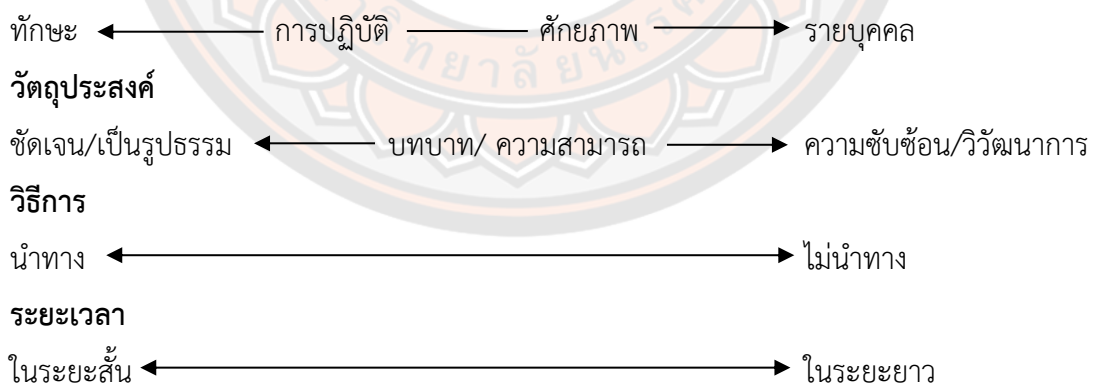 ทักษะ การปฏิบัติ ศักยภาพ รายบุคคล
วัตถุประสงค์
ชัดเจน/เป็นรูปธรรม บทบาท/ ความสามารถ ความซับซ้อน/วิวัฒนาการ
วิธีการ
นำทาง ไม่นำทาง
ระยะเวลา
ในระยะสั้น ในระยะยาว